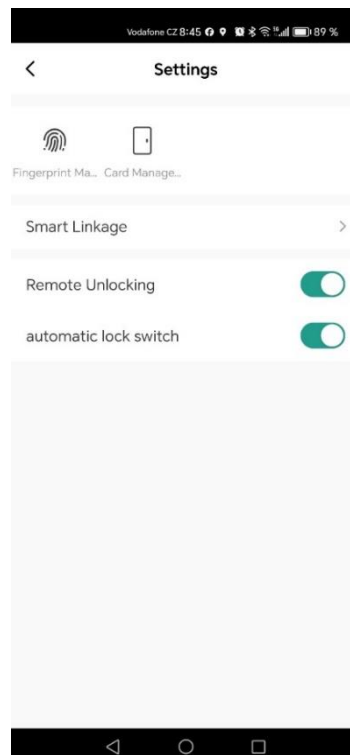 Vodafone CZ 8:45 89 %
Settings
Fingerprint Ma... Card Manage...
Smart Linkage
Remote Unlocking
automatic lock switch